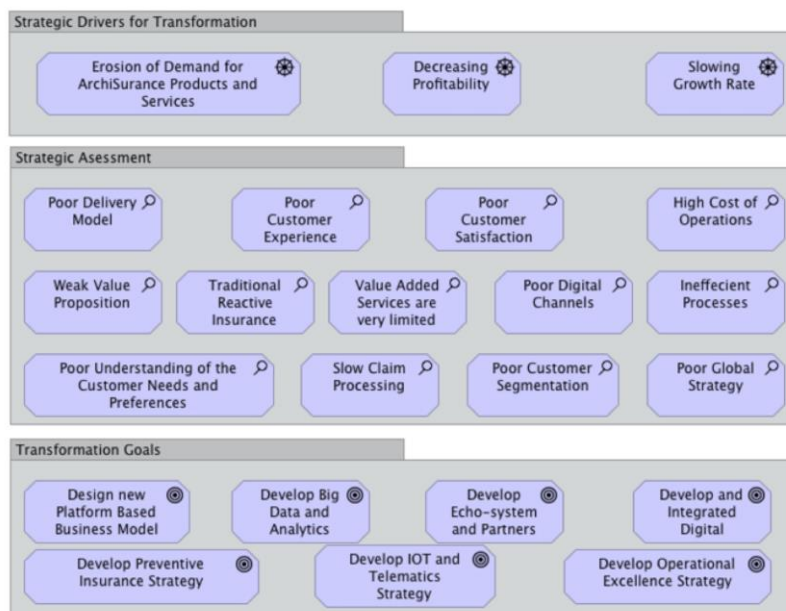 Strategic Drivers for Transformation
Erosion of Demand for
ArchiSurance Products and
Services
Decreasing
Profitability
Slowing
Growth Rate
Strategic Asessment
Poor Delivery
Model
Poor
Customer
Experience
Poor
Customer
Satisfaction
High Cost of
Operations
Weak Value
Proposition
Traditional
Reactive
Insurance
Value Added
Services are
very limited
Poor Digital
Channels
Ineffecient
Processes
Poor Understanding of the
Customer Needs and
Preferences
Slow Claim
Processing
Poor Customer
Segmentation
Poor Global
Strategy
Transformation Goals
Design new
Platform Based
Business Model
Develop Big
Data and
Analytics
Develop
Echo-system
and Partners
Develop and
Integrated
Digital
Develop Preventive
Insurance Strategy
Develop IOT and
Telematics
Strategy
Develop Operational
Excellence Strategy